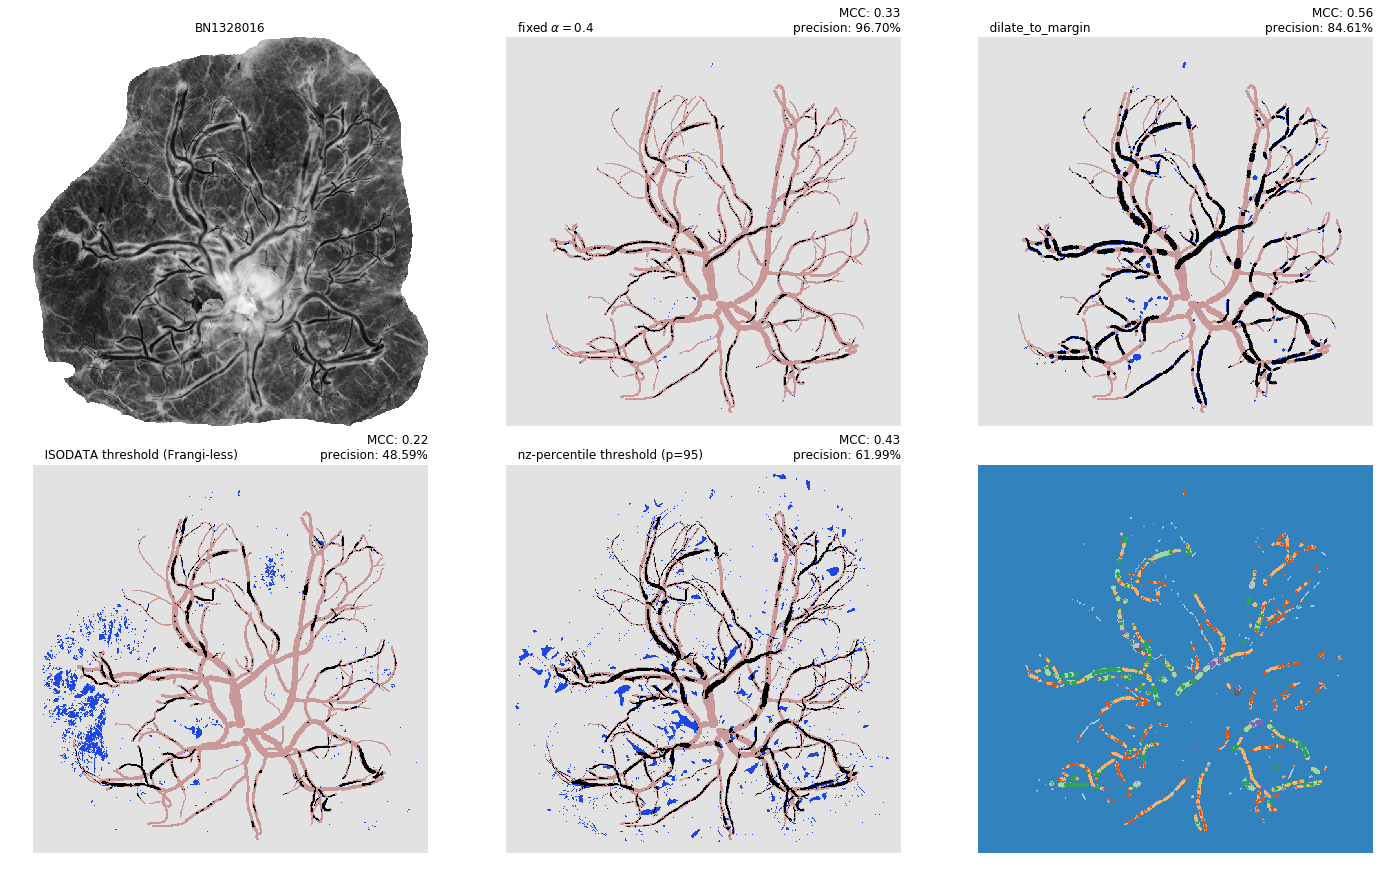 BN1328016
MCC: 0.33
fixed α = 0.4 precision: 96.70%
MCC: 0.56
dilate_to_margin precision: 84.61%
MCC: 0.22
ISODATA threshold (Frangi-less) precision: 48.59%
MCC: 0.43
nz-percentile threshold (p=95) precision: 61.99%